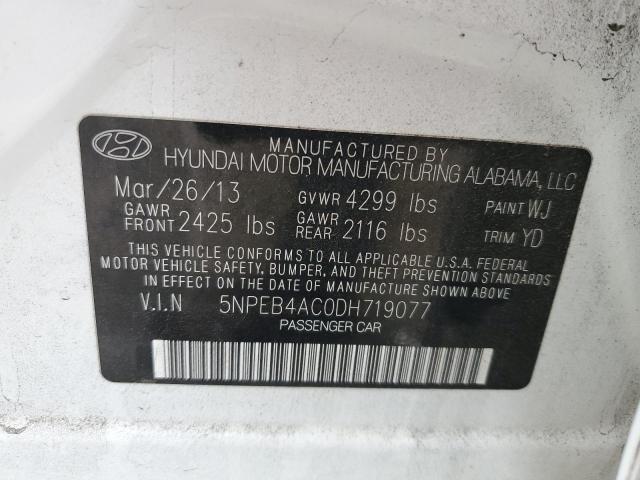 MANUFACTURED BY
HYUNDAI MOTOR MANUFACTURING ALABAMA, LLC
Mar/26/13 GVWR 4299 lbs PAINT WJ
GAWR FRONT 2425 lbs GAWR REAR 2116 lbs TRIM YD
THIS VEHICLE CONFORMS TO ALL APPLICABLE U.S.A. FEDERAL
MOTOR VEHICLE SAFETY, BUMPER, AND THEFT PREVENTION STANDARDS
IN EFFECT ON THE DATE OF MANUFACTURE SHOWN ABOVE.
V.I.N 5NPEB4AC0DH719077
PASSENGER CAR